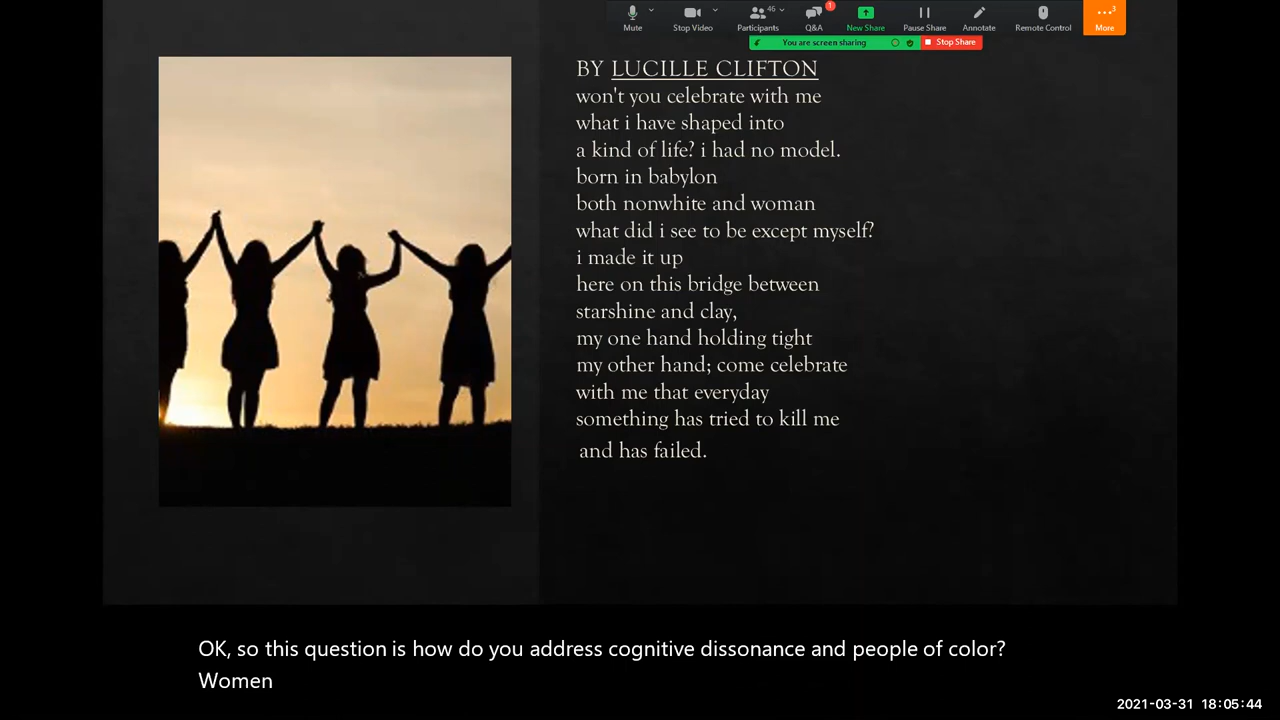 46
1
3
Mute
Stop Video
Participants
Q&A
New Share
Pause Share
Annotate
Remote Control
More
You are screen sharing
Stop Share
BY LUCILLE CLIFTON
won't you celebrate with me
what i have shaped into
a kind of life? i had no model.
born in babylon
both nonwhite and woman
what did i see to be except myself?
i made it up
here on this bridge between
starshine and clay,
my one hand holding tight
my other hand; come celebrate
with me that everyday
something has tried to kill me
and has failed.
OK, so this question is how do you address cognitive dissonance and people of color?
Women
2021-03-31 18:05:44